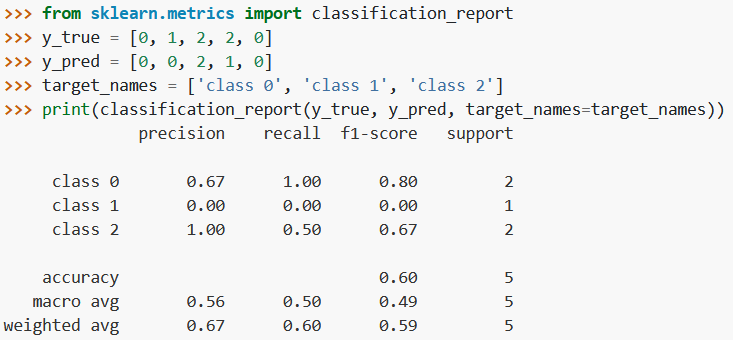 >>> from sklearn.metrics import classification_report
>>> y_true = [0, 1, 2, 2, 0]
>>> y_pred = [0, 0, 2, 1, 0]
>>> target_names = ['class 0', 'class 1', 'class 2']
>>> print(classification_report(y_true, y_pred, target_names=target_names))
              precision    recall  f1-score   support

     class 0       0.67      1.00      0.80         2
     class 1       0.00      0.00      0.00         1
     class 2       1.00      0.50      0.67         2

    accuracy                           0.60         5
   macro avg       0.56      0.50      0.49         5
weighted avg       0.67      0.60      0.59         5